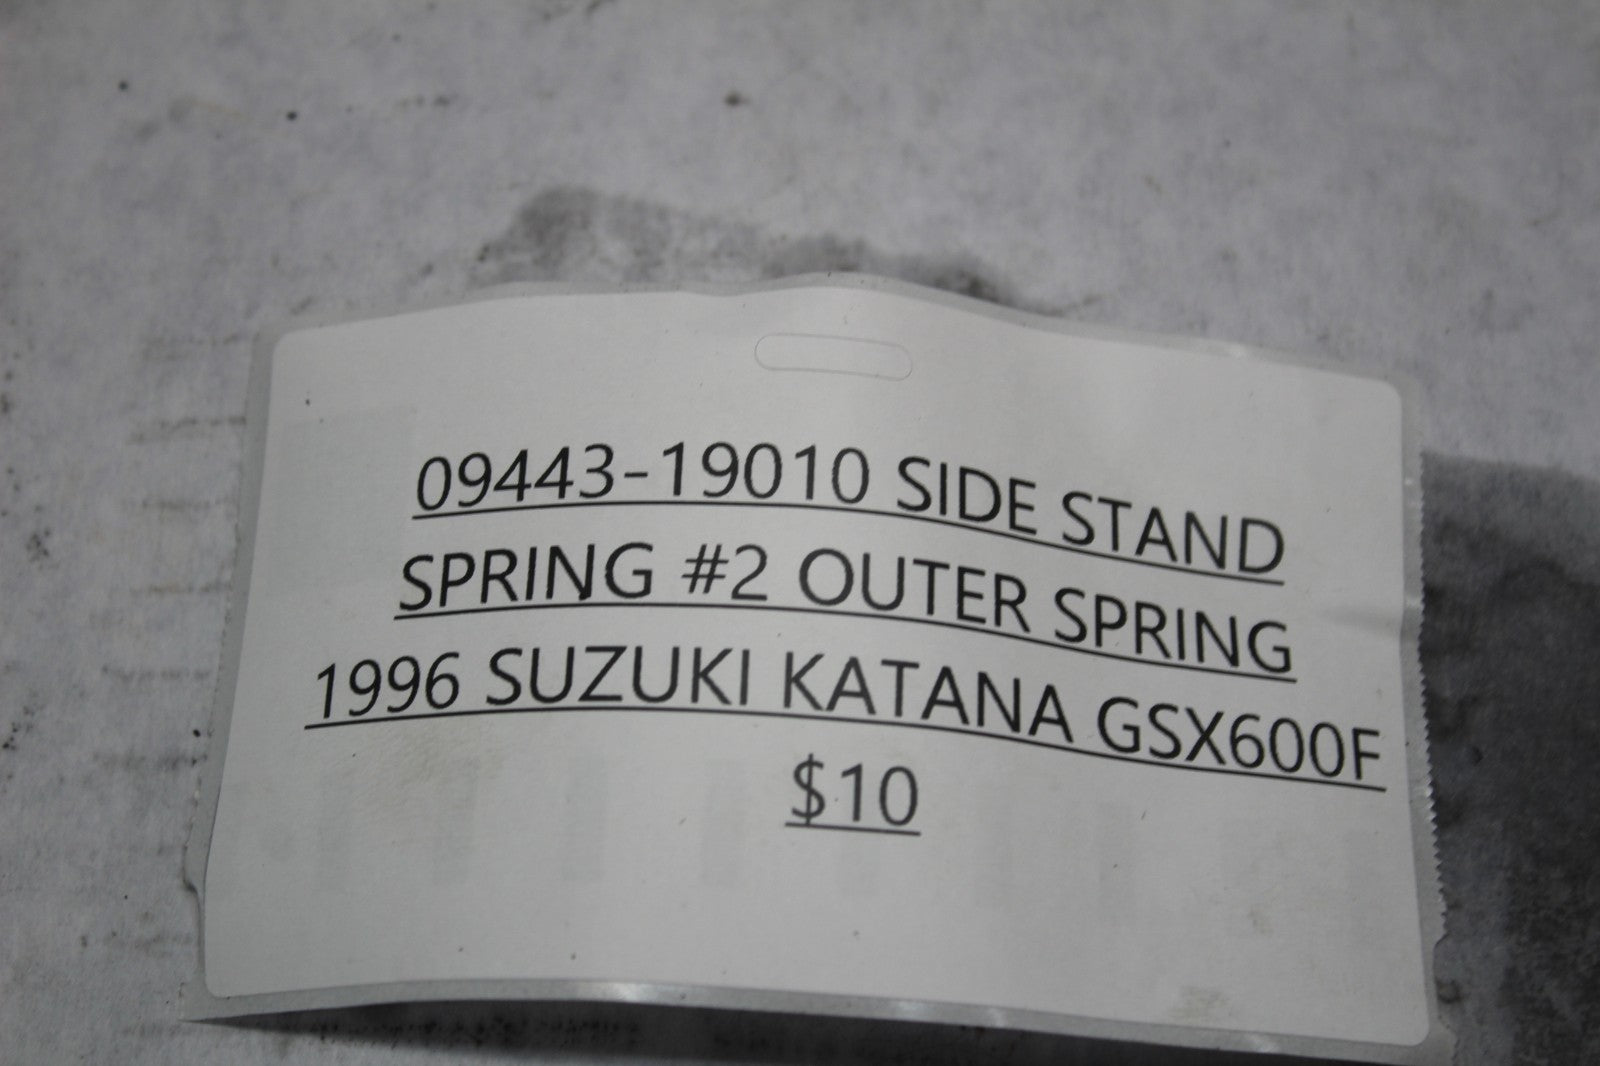 09443-19010 SIDE STAND
SPRING #2 OUTER SPRING
1996 SUZUKI KATANA GSX600F
$10